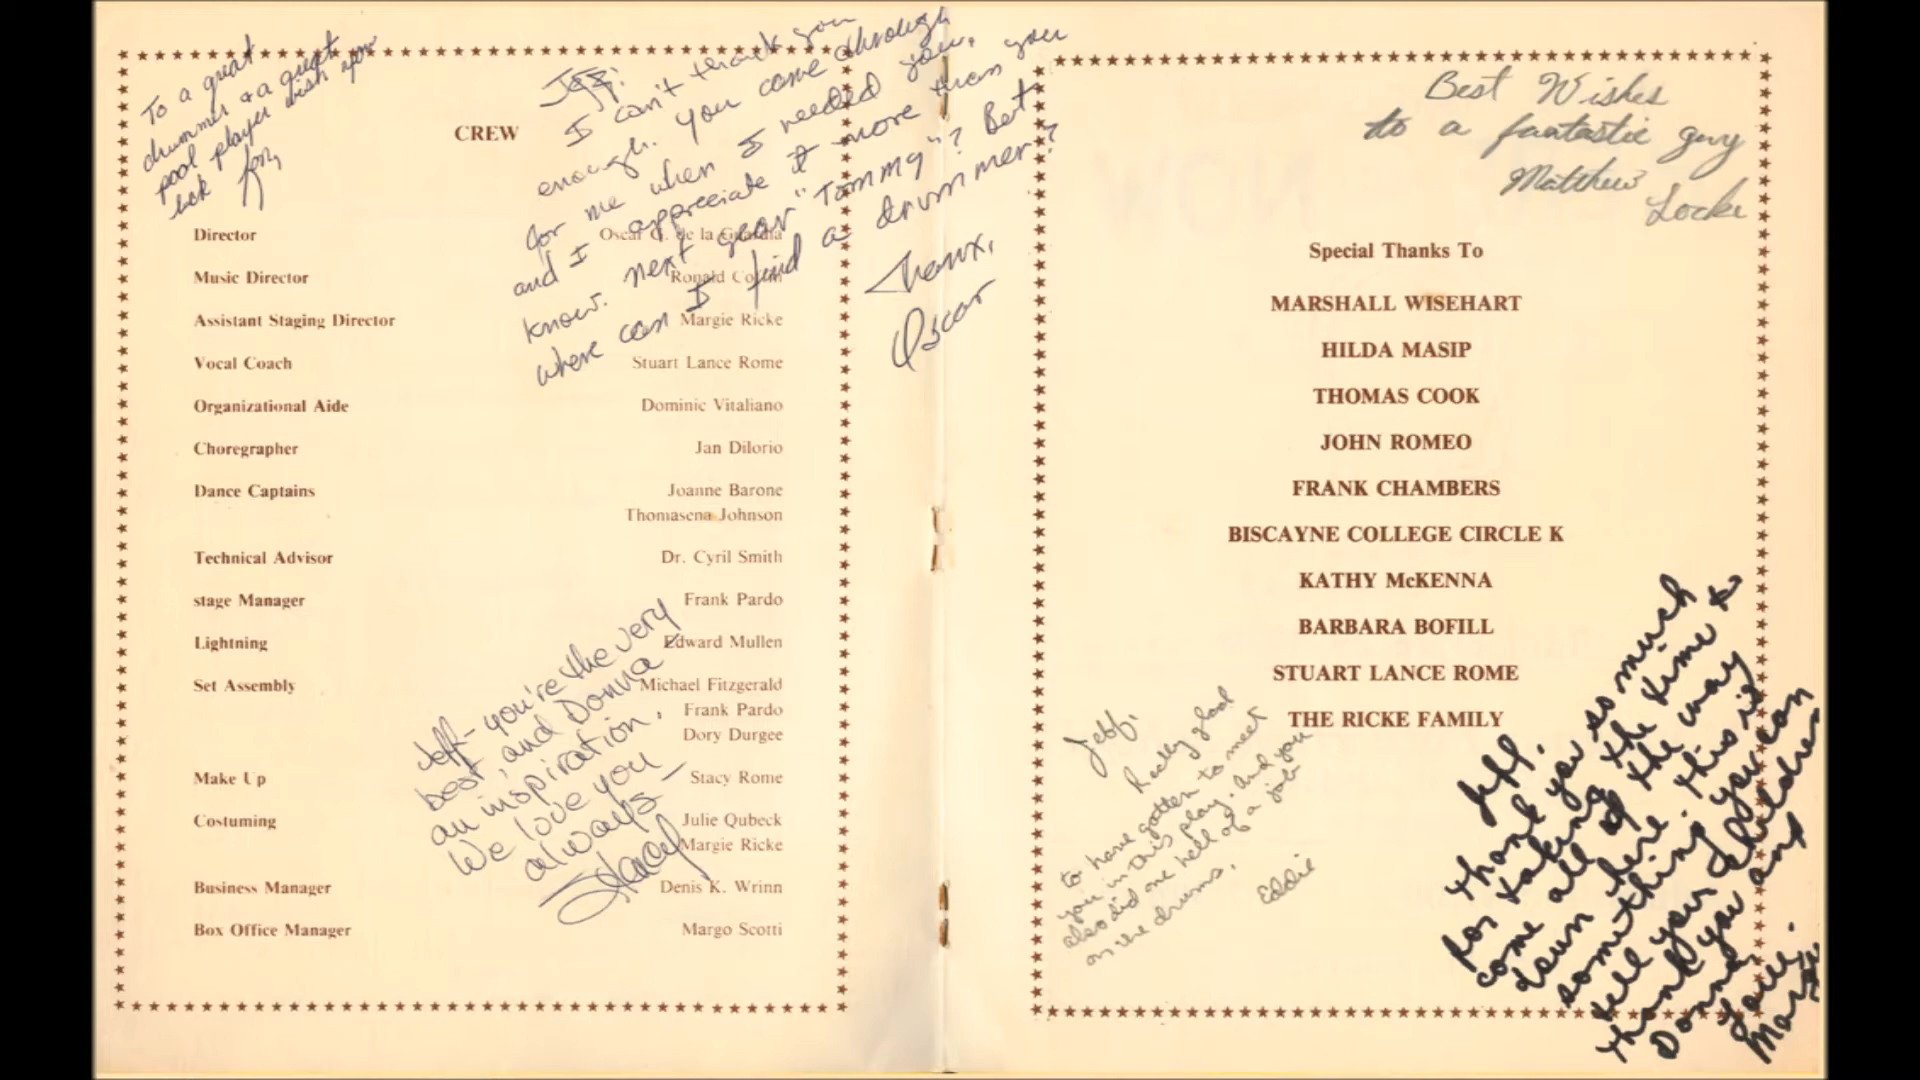 To a great
drummer & a great
pool player wish you
luck
Jeff:
I can't thank you
enough. You came through
for me when I needed you,
and I appreciate it more than you
know. next year "Tommy"? But
where can I find a drummer?
Thanx,
Oscar
CREW
Director Oscar G. de la Guardia
Music Director Ronald
Assistant Staging Director Margie Ricke
Vocal Coach Stuart Lance Rome
Organizational Aide Dominic Vitaliano
Choregrapher Jan DiIorio
Dance Captains Joanne Barone
Thomasena Johnson
Technical Advisor Dr. Cyril Smith
stage Manager Frank Pardo
Lightning Edward Mullen
Set Assembly Michael Fitzgerald
Frank Pardo
Dory Durgee
Make Up Stacy Rome
Costuming Julie Qubeck
Margie Ricke
Business Manager Denis K. Wrinn
Box Office Manager Margo Scotti
Jeff-you're the very
best, and Donna
an inspiration.
We love you
always-
Stacy
Best Wishes
to a fantastic guy
Matthew
Locke
Special Thanks To
MARSHALL WISEHART
HILDA MASIP
THOMAS COOK
JOHN ROMEO
FRANK CHAMBERS
BISCAYNE COLLEGE CIRCLE K
KATHY McKENNA
BARBARA BOFILL
STUART LANCE ROME
THE RICKE FAMILY
Jeff,
Really glad
to have gotten to meet
you in this play. And you
also did one hell of a job
on the drums.
Eddie
Jeff,
Thank you so much
for taking the time to
come all of the way
down here. This is
something you can
tell your children
thank you and
Donna.
Love,